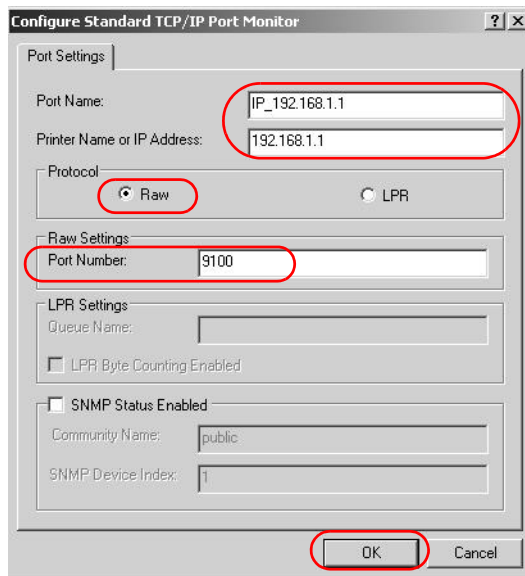 Configure Standard TCP/IP Port Monitor
Port Settings
Port Name: IP_192.168.1.1
Printer Name or IP Address: 192.168.1.1
Protocol
Raw LPR
Raw Settings
Port Number: 9100
LPR Settings
Queue Name:
LPR Byte Counting Enabled
SNMP Status Enabled
Community Name: public
SNMP Device Index: 1
OK Cancel